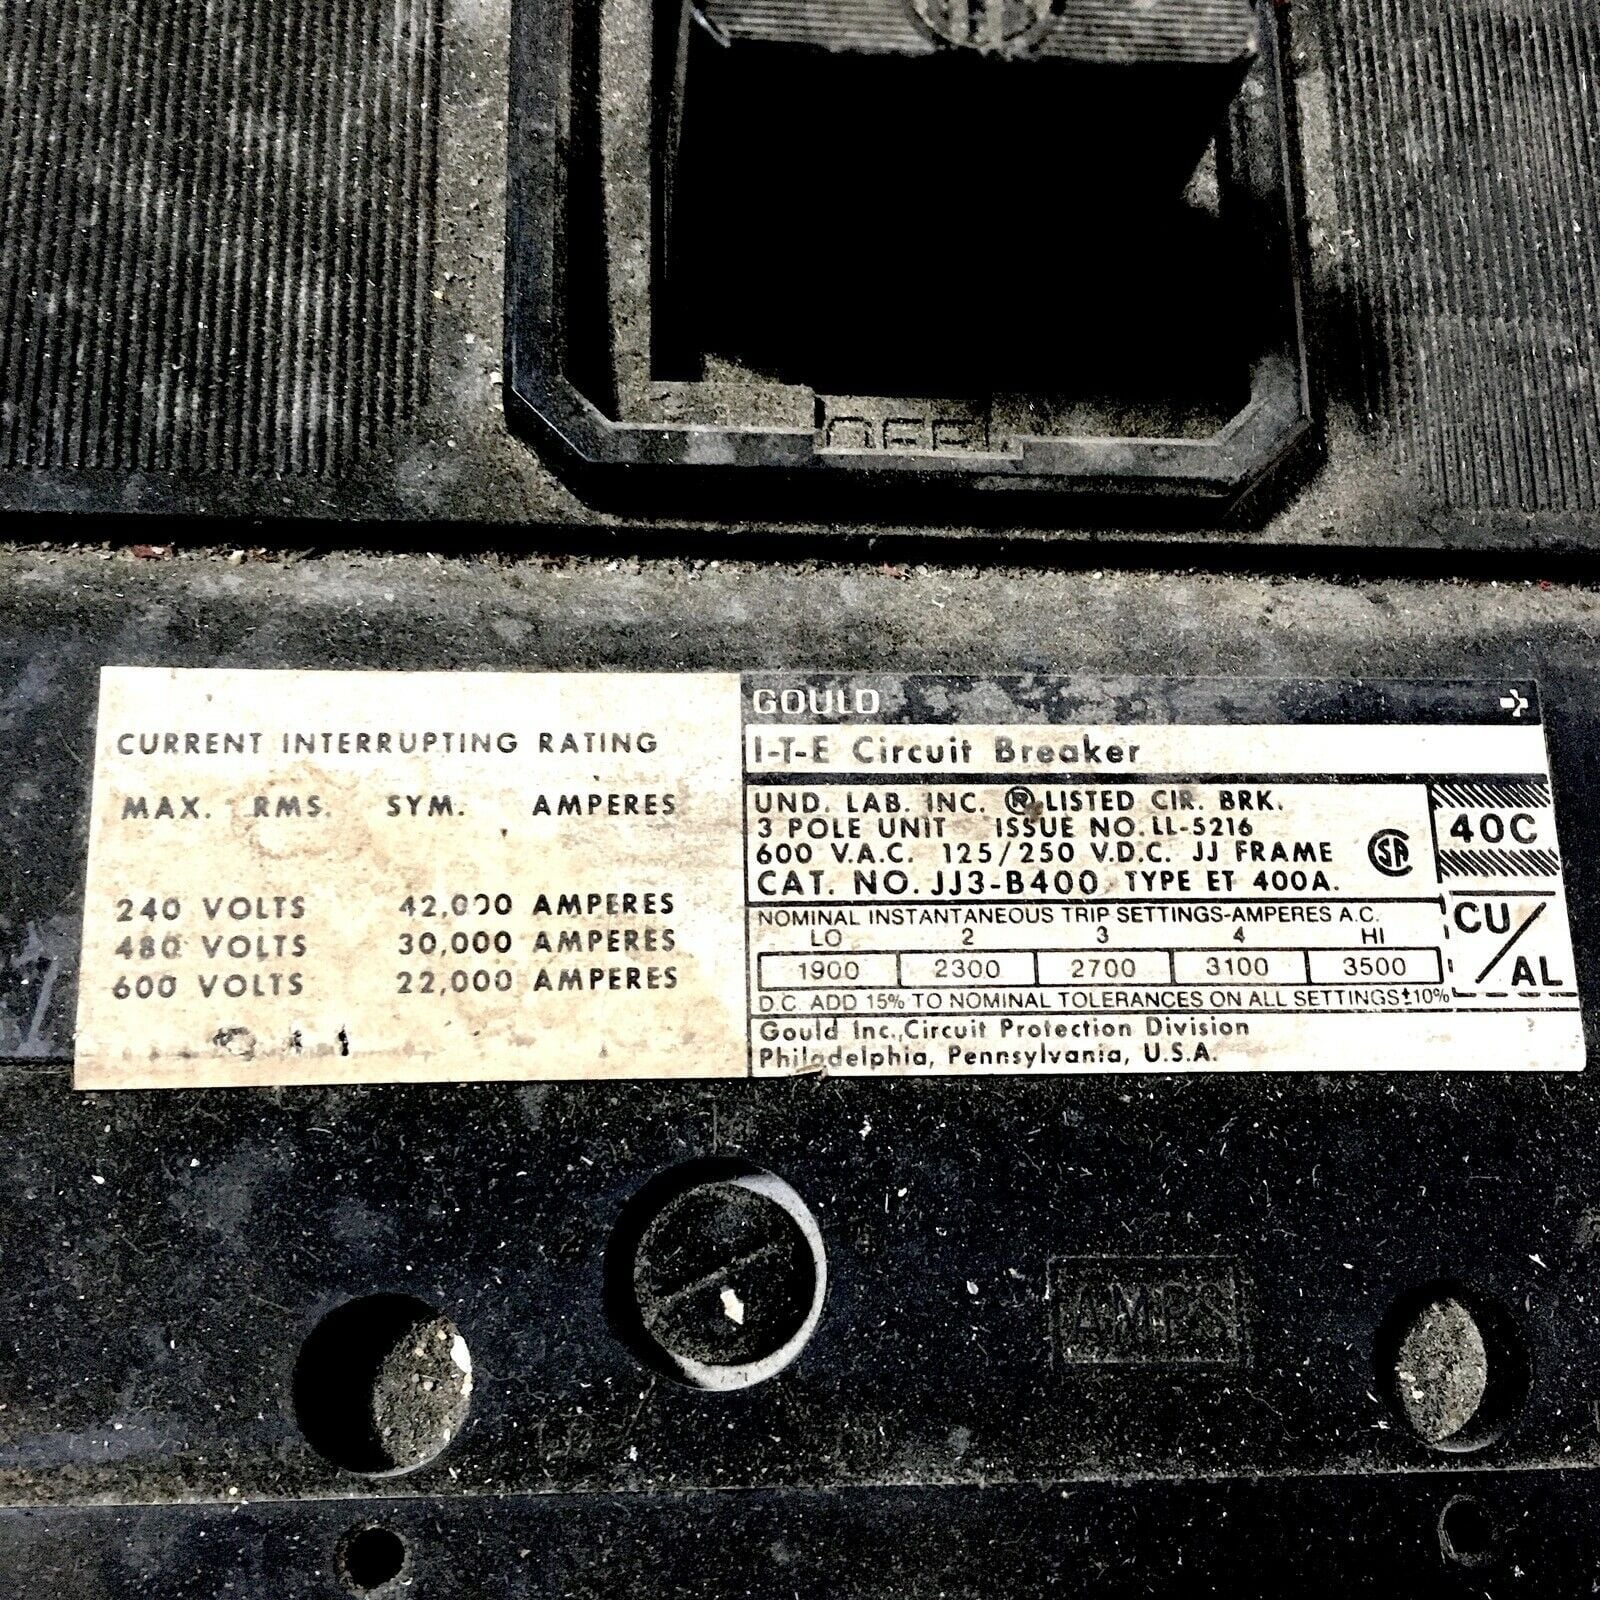 OFF
CURRENT INTERRUPTING RATING
MAX. RMS. SYM. AMPERES
240 VOLTS 42,000 AMPERES
480 VOLTS 30,000 AMPERES
600 VOLTS 22,000 AMPERES
GOULD
I-T-E Circuit Breaker
UND. LAB. INC. ® LISTED CIR. BRK.
3 POLE UNIT ISSUE NO. LL-5216
600 V.A.C. 125/250 V.D.C. JJ FRAME
CAT. NO. JJ3-B400 TYPE ET 400A.
SA
40C
NOMINAL INSTANTANEOUS TRIP SETTINGS-AMPERES A.C.
LO 2 3 4 HI
1900 2300 2700 3100 3500
D.C. ADD 15% TO NOMINAL TOLERANCES ON ALL SETTINGS±10%
CU/AL
Gould Inc., Circuit Protection Division
Philadelphia, Pennsylvania, U.S.A.
AMPS